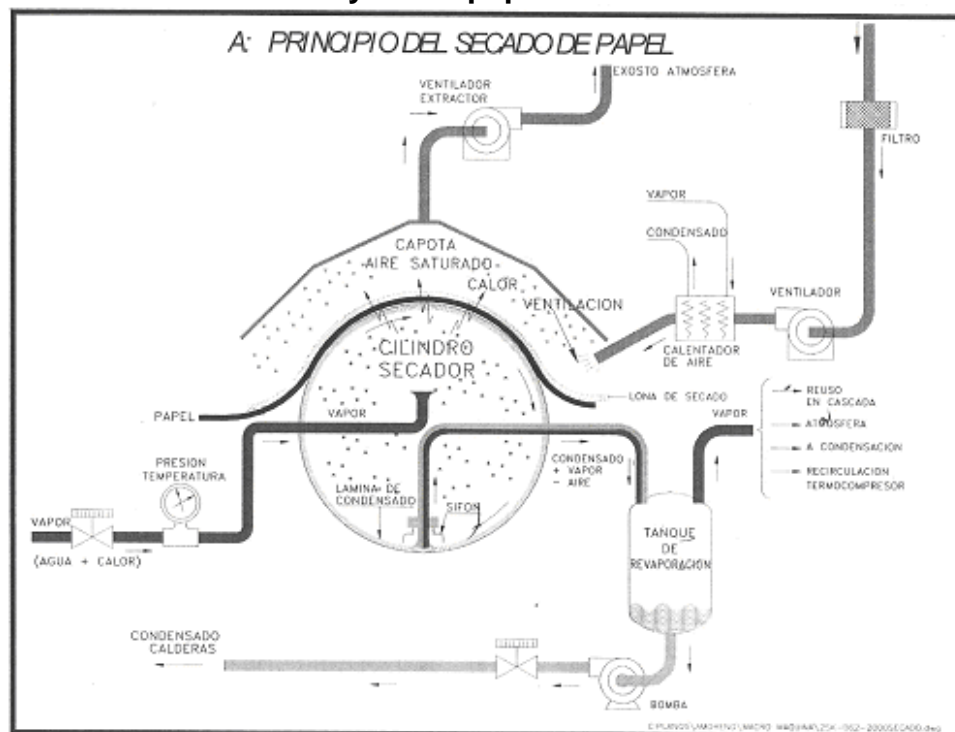 A: PRINCIPIO DEL SECADO DE PAPEL
VENTILADOR
EXTRACTOR
EXOSTO ATMOSFERA
FILTRO
VAPOR
CONDENSADO
CAPOTA
AIRE SATURADO
CALOR
VENTILACION
VENTILADOR
CALENTADOR
DE AIRE
CILINDRO
SECADOR
PAPEL
VAPOR
LONA DE SECADO
VAPOR
REUSO
EN CASCADA
ATMOSFERA
A CONDENSACION
RECIRCULACION
TERMOCOMPRESOR
PRESION
TEMPERATURA
CONDENSADO
+ VAPOR
- AIRE
LAMINA DE
CONDENSADO
SIFON
VAPOR
(AGUA + CALOR)
TANQUE
DE
REVAPORACION
CONDENSADO
CALDERAS
BOMBA